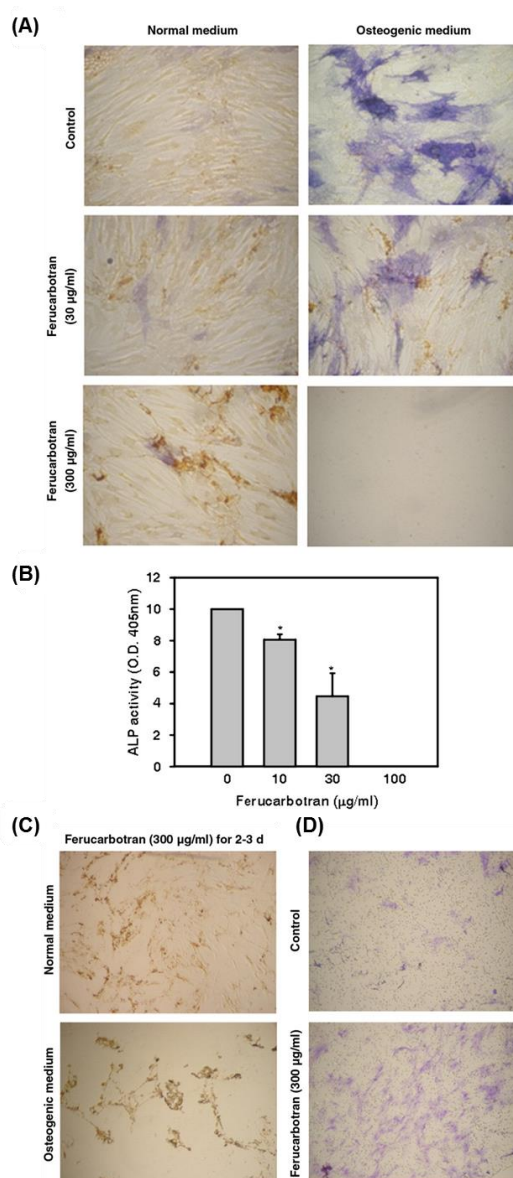 (A)
Normal medium
Osteogenic medium
Control
Ferucarbotran
(30 µg/ml)
Ferucarbotran
(300 µg/ml)
(B)
ALP activity (O.D. 405nm)
12
10
8
6
4
2
0
*
*
0 10 30 100
Ferucarbotran (µg/ml)
(C)
Ferucarbotran (300 µg/ml) for 2-3 d
Normal medium
Osteogenic medium
(D)
Control
Ferucarbotran (300 µg/ml)